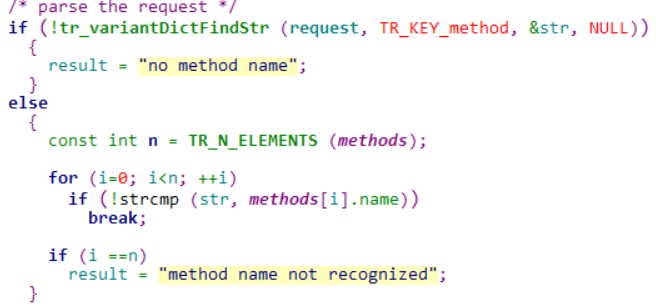 /* parse the request */
if (!tr_variantDictFindStr (request, TR_KEY_method, &str, NULL))
  {
    result = "no method name";
  }
else
  {
    const int n = TR_N_ELEMENTS (methods);

    for (i=0; i<n; ++i)
      if (!strcmp (str, methods[i].name))
        break;

    if (i ==n)
      result = "method name not recognized";
  }